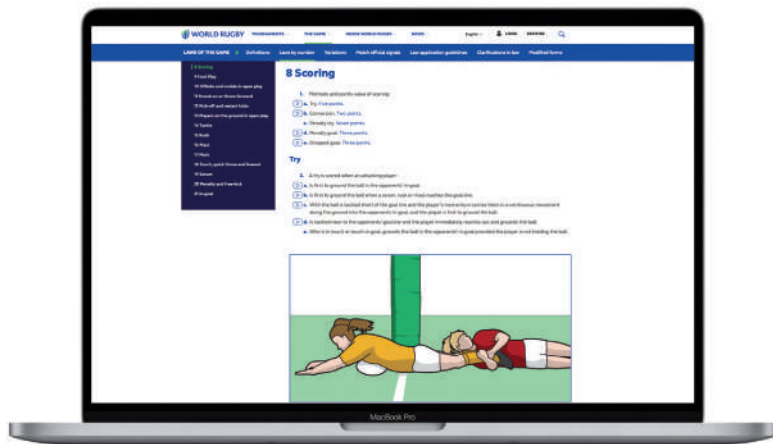 WORLD RUGBY TOURNAMENTS THE GAME INSIDE WORLD RUGBY NEWS English LOGIN REGISTER
LAWS OF THE GAME Definitions Laws by number Variations Match official signals Law application guidelines Clarifications in law Modified forms
8 Scoring
9 Foul Play
10 Offside and onside in open play
11 Knock-on or throw forward
12 Kick-off and restart kicks
13 Players on the ground in open play
14 Tackle
15 Ruck
16 Maul
17 Mark
18 Touch, quick throw and lineout
19 Scrum
20 Penalty and free-kick
21 In-goal
8 Scoring
1. Methods and points value of scoring:
a. Try. Five points.
b. Conversion. Two points.
c. Penalty try. Seven points.
d. Penalty goal. Three points.
e. Dropped goal. Three points.
Try
2. A try is scored when an attacking player:
a. Is first to ground the ball in the opponents' in-goal.
b. Is first to ground the ball when a scrum, ruck or maul reaches the goal line.
c. With the ball is tackled short of the goal line and the player's momentum carries them in a continuous movement
along the ground into the opponents' in-goal, and the player is first to ground the ball.
d. Is tackled near to the opponents' goal line and the player immediately reaches out and grounds the ball.
e. Who is in touch or touch-in-goal, grounds the ball in the opponents' in-goal provided the player is not holding the ball.
MacBook Pro